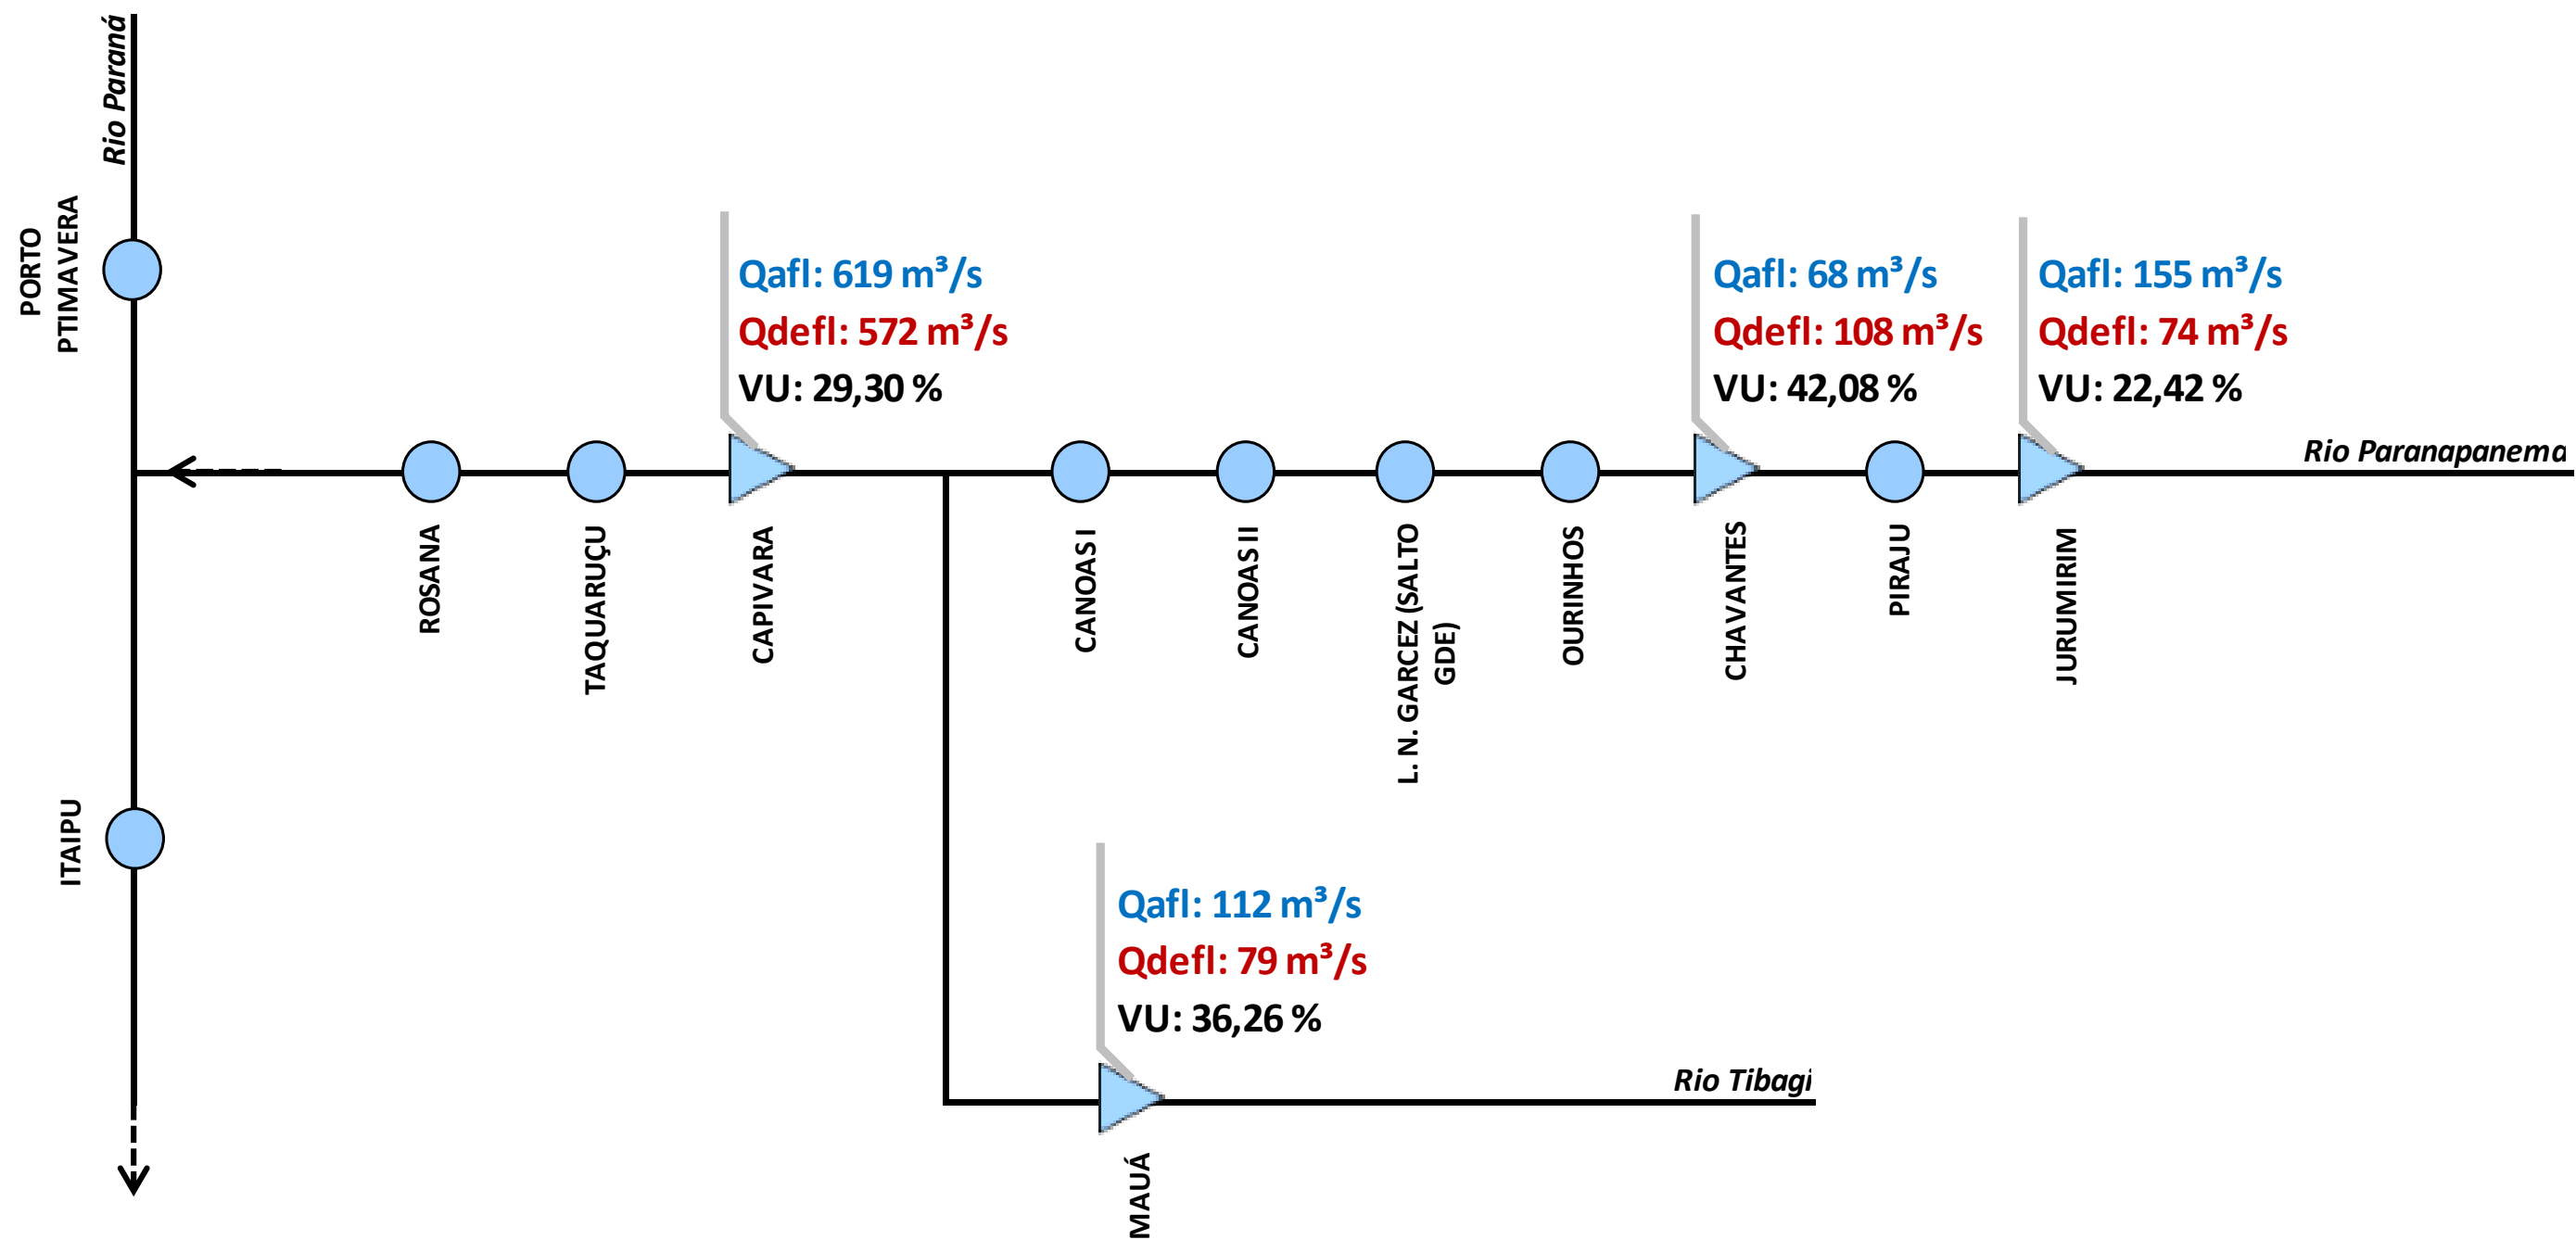 Rio Paraná
PORTO
PTIMAVERA
Qafl: 619 m³/s
Qdefl: 572 m³/s
VU: 29,30 %
Qafl: 68 m³/s
Qdefl: 108 m³/s
VU: 42,08 %
Qafl: 155 m³/s
Qdefl: 74 m³/s
VU: 22,42 %
Rio Paranapanema
ROSANA
TAQUARUÇU
CAPIVARA
CANOAS I
CANOAS II
L. N. GARCEZ (SALTO
GDE)
OURINHOS
CHAVANTES
PIRAJU
JURUMIRIM
ITAIPU
Qafl: 112 m³/s
Qdefl: 79 m³/s
VU: 36,26 %
Rio Tibagi
MAUÁ